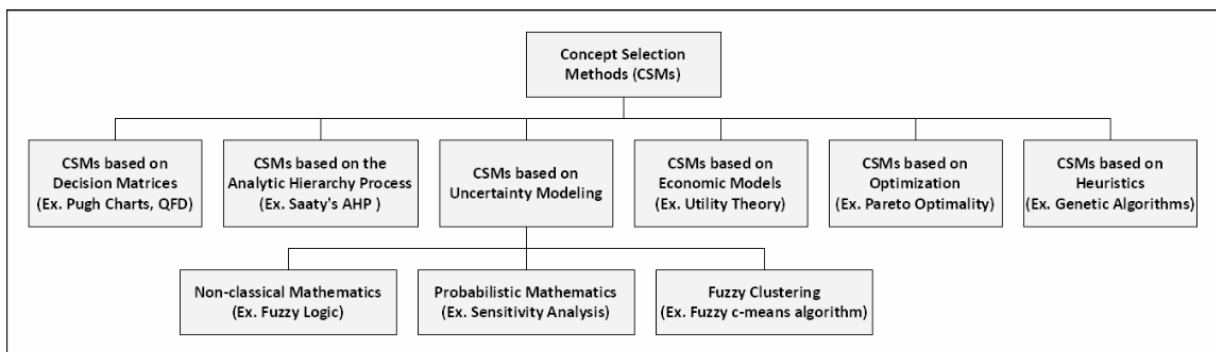 Concept Selection
Methods (CSMs)
CSMs based on
Decision Matrices
(Ex. Pugh Charts, QFD)
CSMs based on the
Analytic Hierarchy Process
(Ex. Saaty's AHP )
CSMs based on
Uncertainty Modeling
CSMs based on
Economic Models
(Ex. Utility Theory)
CSMs based on
Optimization
(Ex. Pareto Optimality)
CSMs based on
Heuristics
(Ex. Genetic Algorithms)
Non-classical Mathematics
(Ex. Fuzzy Logic)
Probabilistic Mathematics
(Ex. Sensitivity Analysis)
Fuzzy Clustering
(Ex. Fuzzy c-means algorithm)